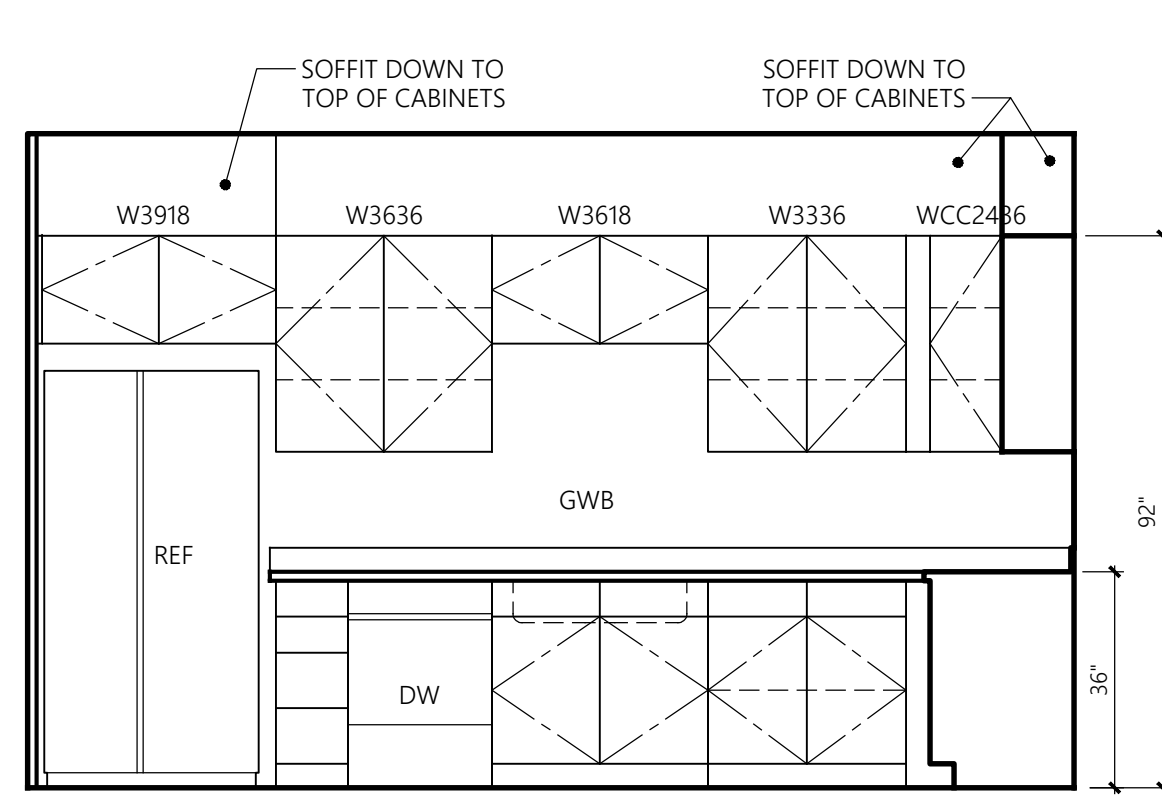 SOFFIT DOWN TO
TOP OF CABINETS
SOFFIT DOWN TO
TOP OF CABINETS
W3918
W3636
W3618
W3336
WCC2436
GWB
92"
REF
36"
DW